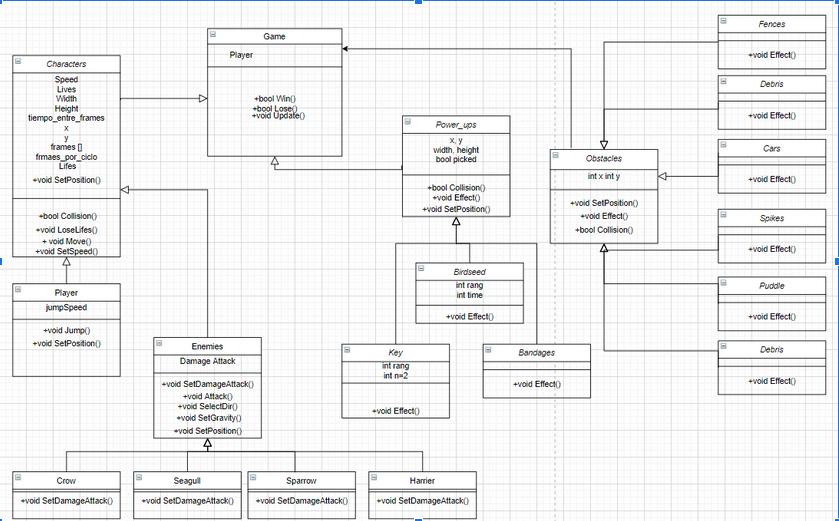 Game
Player
+bool Win()
+bool Lose()
+void Update()
Characters
Speed
Lives
Width
Height
tiempo_entre_frames
x
y
frames []
frmaes_por_ciclo
Lifes
+void SetPosition()
+bool Collision()
+void LoseLifes()
+ void Move()
+void SetSpeed()
Player
jumpSpeed
+void Jump()
+void SetPosition()
Enemies
Damage Attack
+void SetDamageAttack()
+void Attack()
+void SelectDir()
+void SetGravity()
+void SetPosition()
Crow
+void SetDamageAttack()
Seagull
+void SetDamageAttack()
Sparrow
+void SetDamageAttack()
Harrier
+void SetDamageAttack()
Power_ups
x, y
width, height
bool picked
+bool Collision()
+void Effect()
+void SetPosition()
Birdseed
int rang
int time
+void Effect()
Key
int rang
int n=2
+void Effect()
Bandages
+void Effect()
Obstacles
int x int y
+void SetPosition()
+void Effect()
+bool Collision()
Fences
+void Effect()
Debris
+void Effect()
Cars
+void Effect()
Spikes
+void Effect()
Puddle
+void Effect()
Debris
+void Effect()